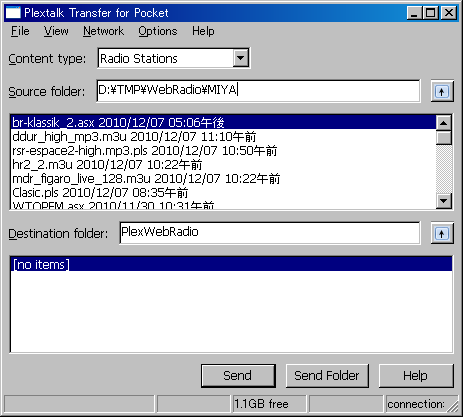 Plextalk Transfer for Pocket
File View Network Options Help
Content type: Radio Stations
Source folder: D:¥TMP¥WebRadio¥MIYA
br-klassik_2.asx 2010/12/07 05:06午後
ddur_high_mp3.m3u 2010/12/07 11:10午前
rsr-espace2-high.mp3.pls 2010/12/07 10:50午前
hr2_2.m3u 2010/12/07 10:22午前
mdr_figaro_live_128.m3u 2010/12/07 10:22午前
Clasic.pls 2010/12/07 08:35午前
WTOPFM.asx 2010/11/30 10:31午前
Destination folder: PlexWebRadio
[no items]
Send Send Folder Help
1.1GB free connection: